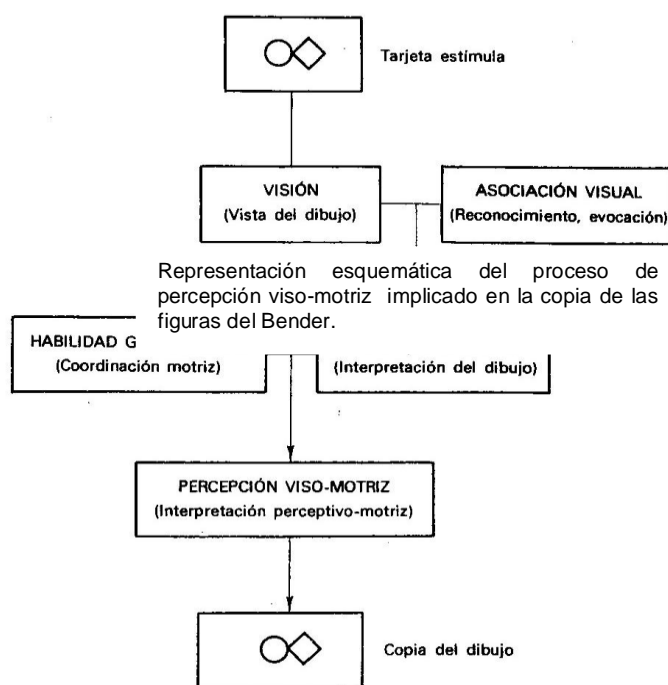 Tarjeta estímula
VISIÓN
(Vista del dibujo)
ASOCIACIÓN VISUAL
(Reconocimiento, evocación)
Representación esquemática del proceso de
percepción viso-motriz implicado en la copia de las
figuras del Bender.
HABILIDAD G
(Coordinación motriz)
(Interpretación del dibujo)
PERCEPCIÓN VISO-MOTRIZ
(Interpretación perceptivo-motriz)
Copia del dibujo